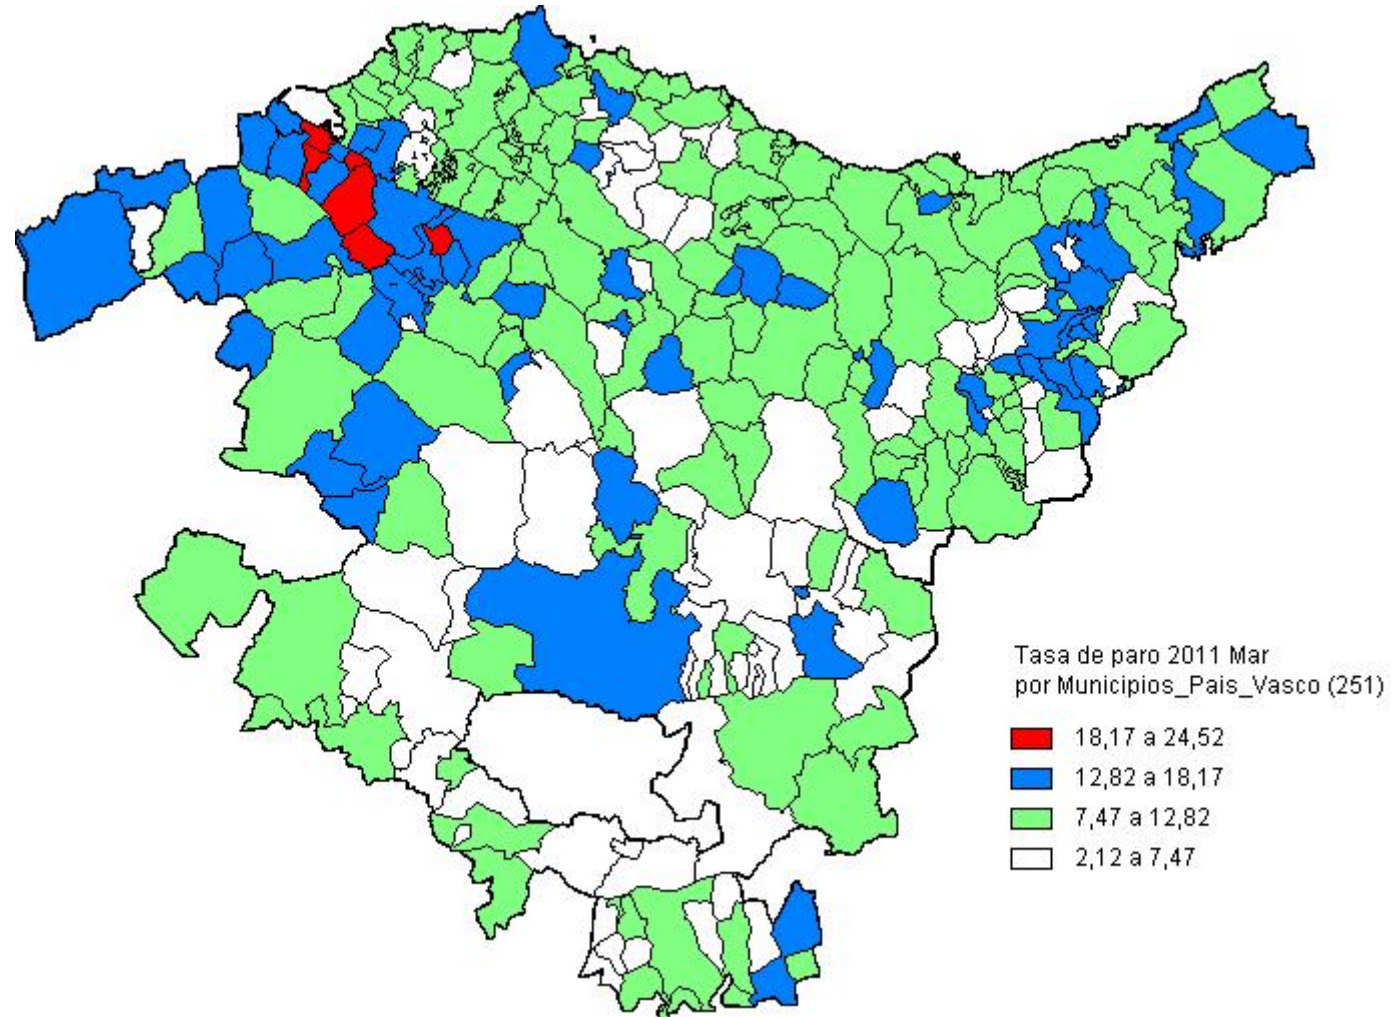 Tasa de paro 2011 Mar
por Municipios_Pais_Vasco (251)
18,17 a 24,52
12,82 a 18,17
7,47 a 12,82
2,12 a 7,47